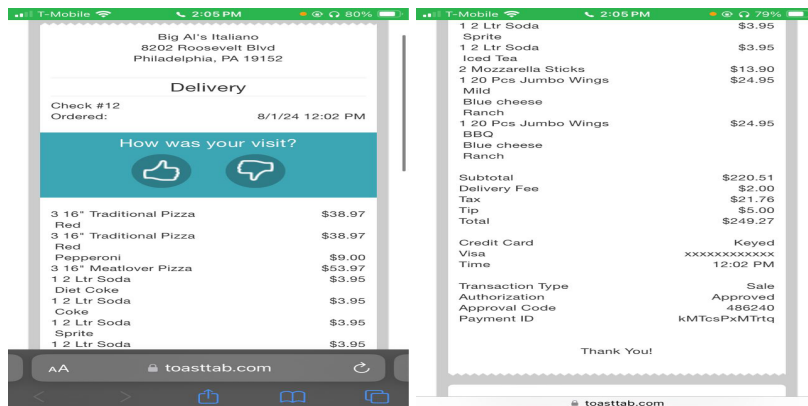 T-Mobile 2:05 PM 80%
Big Al's Italiano
8202 Roosevelt Blvd
Philadelphia, PA 19152
Delivery
Check #12
Ordered: 8/1/24 12:02 PM
How was your visit?
3 16" Traditional Pizza $38.97
Red
3 16" Traditional Pizza $38.97
Red
Pepperoni $9.00
3 16" Meatlover Pizza $53.97
1 2 Ltr Soda $3.95
Diet Coke
1 2 Ltr Soda $3.95
Coke
1 2 Ltr Soda $3.95
Sprite
1 2 Ltr Soda $3.95
AA toasttab.com
T-Mobile 2:05 PM 79%
1 2 Ltr Soda $3.95
Sprite
1 2 Ltr Soda $3.95
Iced Tea
2 Mozzarella Sticks $13.90
1 20 Pcs Jumbo Wings $24.95
Mild
Blue cheese
Ranch
1 20 Pcs Jumbo Wings $24.95
BBQ
Blue cheese
Ranch
Subtotal $220.51
Delivery Fee $2.00
Tax $21.76
Tip $5.00
Total $249.27
Credit Card Keyed
Visa xxxxxxxxxxxx
Time 12:02 PM
Transaction Type Sale
Authorization Approved
Approval Code 486240
Payment ID kMTcsPxMTrtq
Thank You!
toasttab.com